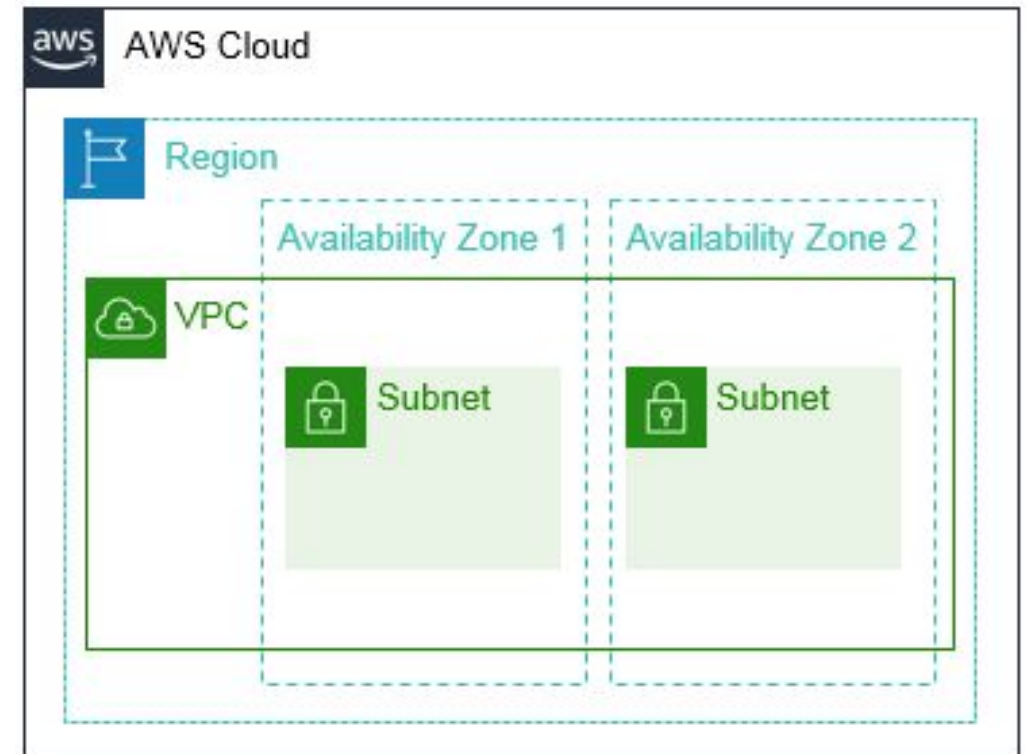 aws
AWS Cloud
Region
Availability Zone 1
Availability Zone 2
VPC
Subnet
Subnet